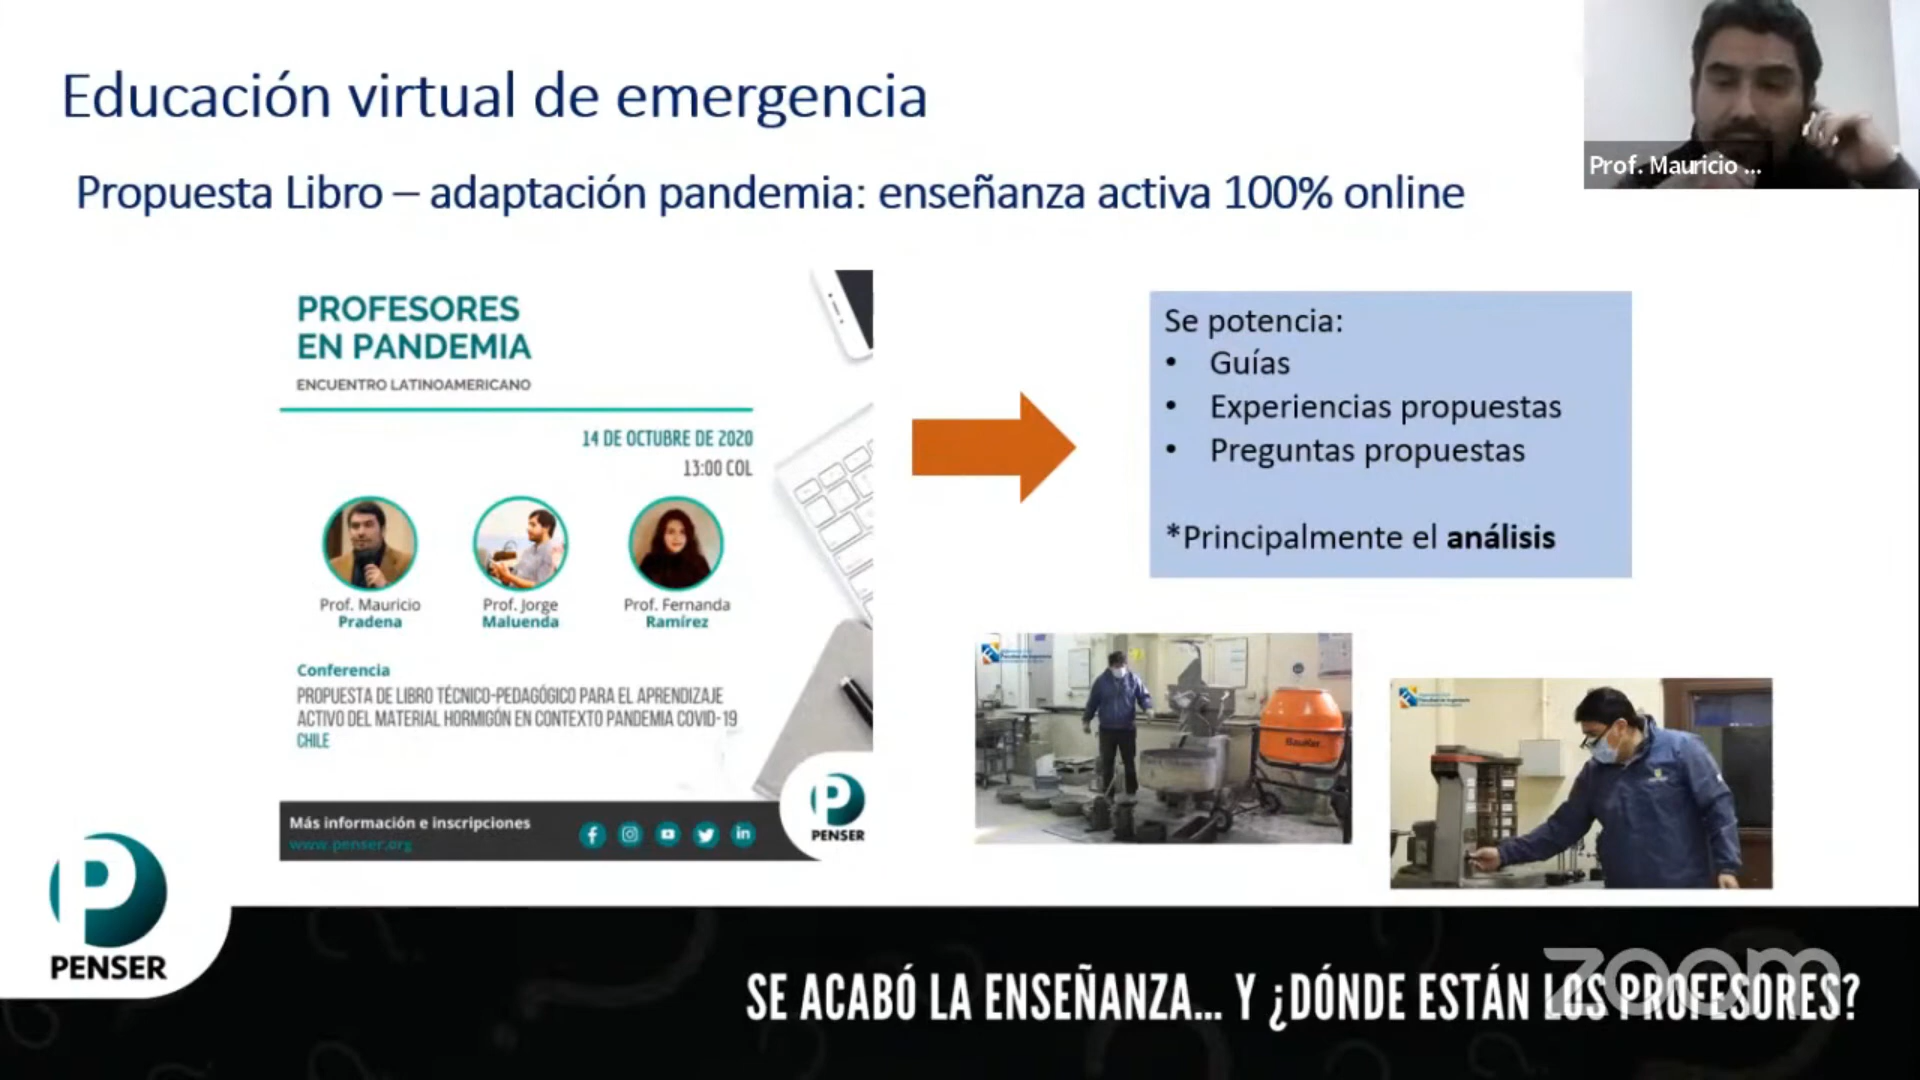 Educación virtual de emergencia
Prof. Mauricio ...
Propuesta Libro – adaptación pandemia: enseñanza activa 100% online
PROFESORES
EN PANDEMIA
ENCUENTRO LATINOAMERICANO
14 DE OCTUBRE DE 2020
13:00 COL
Prof. Mauricio
Pradena
Prof. Jorge
Maluenda
Prof. Fernanda
Ramírez
Conferencia
PROPUESTA DE LIBRO TÉCNICO-PEDAGÓGICO PARA EL APRENDIZAJE
ACTIVO DEL MATERIAL HORMIGÓN EN CONTEXTO PANDEMIA COVID-19
CHILE
Más información e inscripciones
www.penser.org
PENSER
Se potencia:
• Guías
• Experiencias propuestas
• Preguntas propuestas
*Principalmente el análisis
BauKer
PENSER
SE ACABÓ LA ENSEÑANZA... Y ¿DÓNDE ESTÁN LOS PROFESORES?
zoom